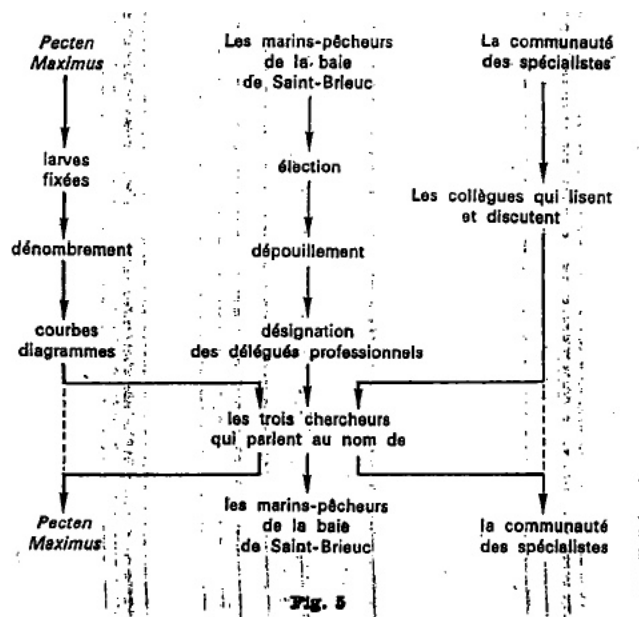 Pecten
Maximus
Les marins-pêcheurs
de la baie
de Saint-Brieuc
La communauté
des spécialistes
larves
fixées
élection
Les collègues qui lisent
et discutent
dénombrement
dépouillement
courbes
diagrammes
désignation
des délégués professionnels
les trois chercheurs
qui parlent au nom de
Pecten
Maximus
les marins-pêcheurs
de la baie
de Saint-Brieuc
la communauté
des spécialistes
Fig. 5